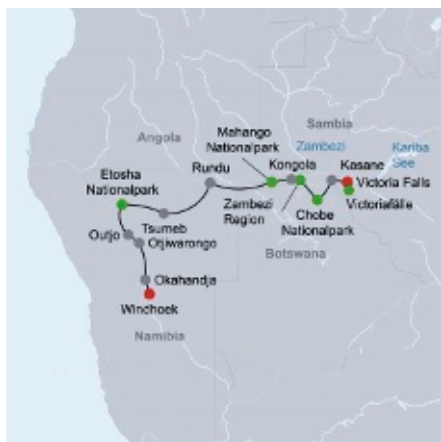 Sambia
Angola
Mahango
Nationalpark
Zambezi
Kariba
See
Etosha
Nationalpark
Rundu
Kongola
Kasane
Victoria Falls
Zambezi
Region
Victoriafälle
Chobe
Nationalpark
Tsumeb
Outjo
Otjiwarongo
Botswana
Okahandja
Winchoek
Namibia